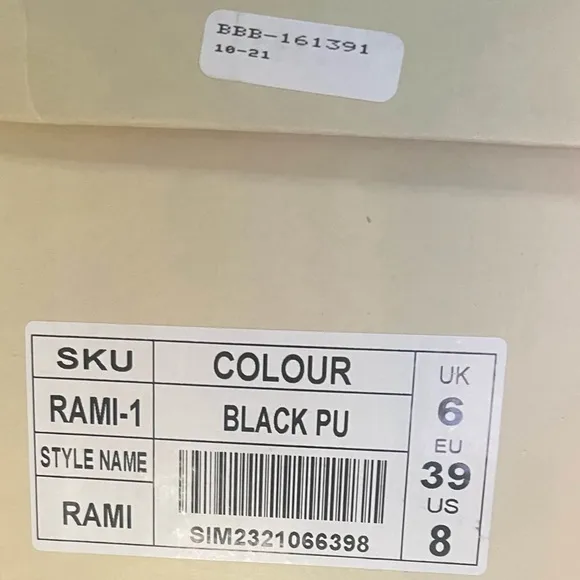 BBB-161391
10-21
SKU
COLOUR
UK
RAMI-1
BLACK PU
6
EU
STYLE NAME
39
US
RAMI
SIM2321066398
8